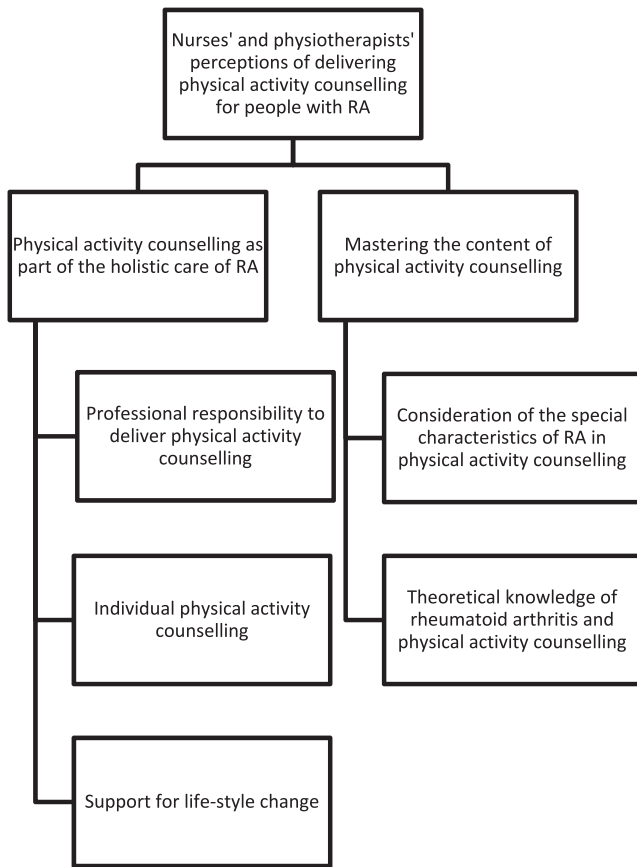 Nurses' and physiotherapists'
perceptions of delivering
physical activity counselling
for people with RA
Physical activity counselling as
part of the holistic care of RA
Mastering the content of
physical activity counselling
Professional responsibility to
deliver physical activity
counselling
Consideration of the special
characteristics of RA in
physical activity counselling
Individual physical activity
counselling
Theoretical knowledge of
rheumatoid arthritis and
physical activity counselling
Support for life-style change